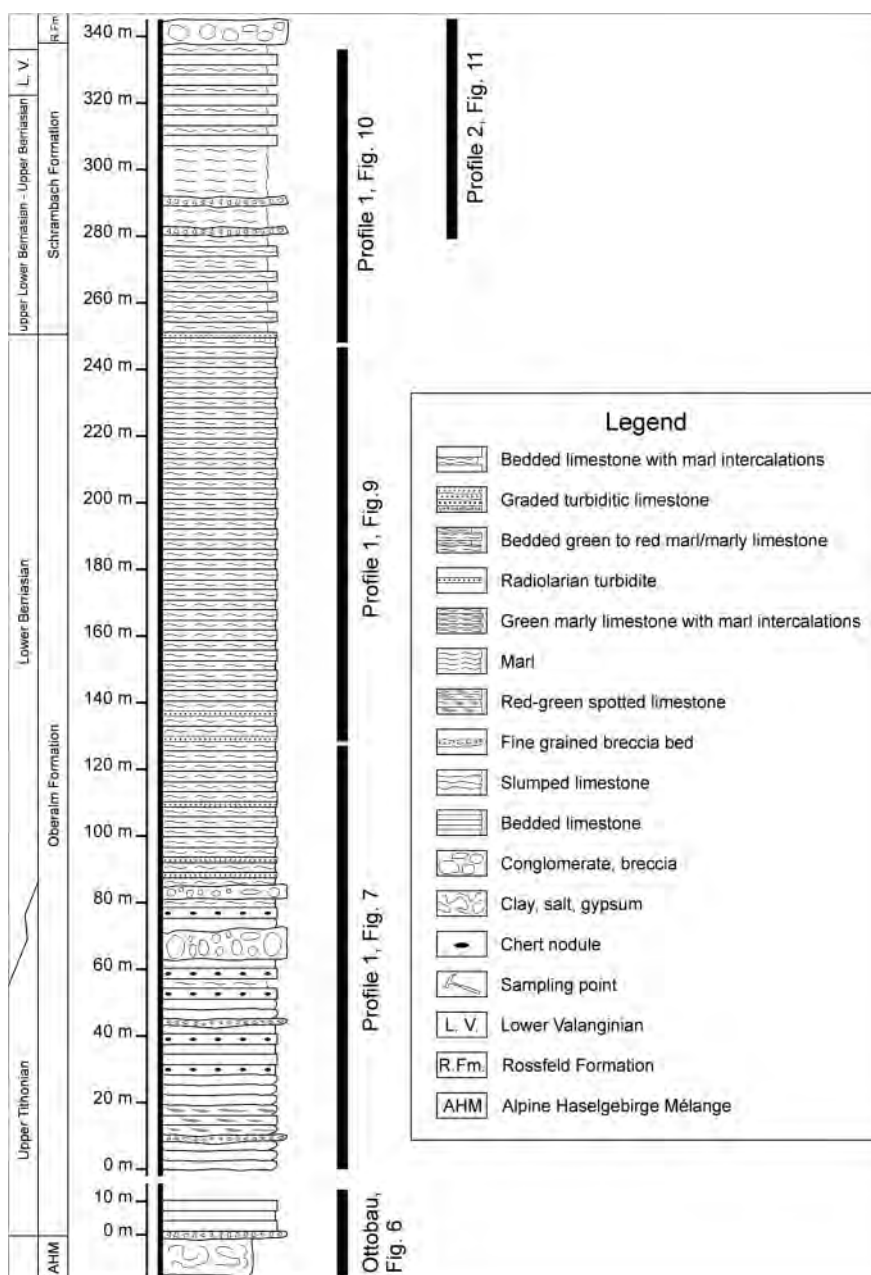 R.Fm
L. V.
upper Lower Berriasian - Upper Berriasian
Lower Berriasian
Upper Tithonian
Schrambach Formation
Oberalm Formation
AHM
340 m
320 m
300 m
280 m
260 m
240 m
220 m
200 m
180 m
160 m
140 m
120 m
100 m
80 m
60 m
40 m
20 m
0 m
10 m
0 m
Profile 1, Fig. 10
Profile 2, Fig. 11
Profile 1, Fig.9
Profile 1, Fig. 7
Ottobau,
Fig. 6
Legend
Bedded limestone with marl intercalations
Graded turbiditic limestone
Bedded green to red marl/marly limestone
Radiolarian turbidite
Green marly limestone with marl intercalations
Marl
Red-green spotted limestone
Fine grained breccia bed
Slumped limestone
Bedded limestone
Conglomerate, breccia
Clay, salt, gypsum
Chert nodule
Sampling point
L. V. Lower Valanginian
R.Fm. Rossfeld Formation
AHM Alpine Haselgebirge Mélange